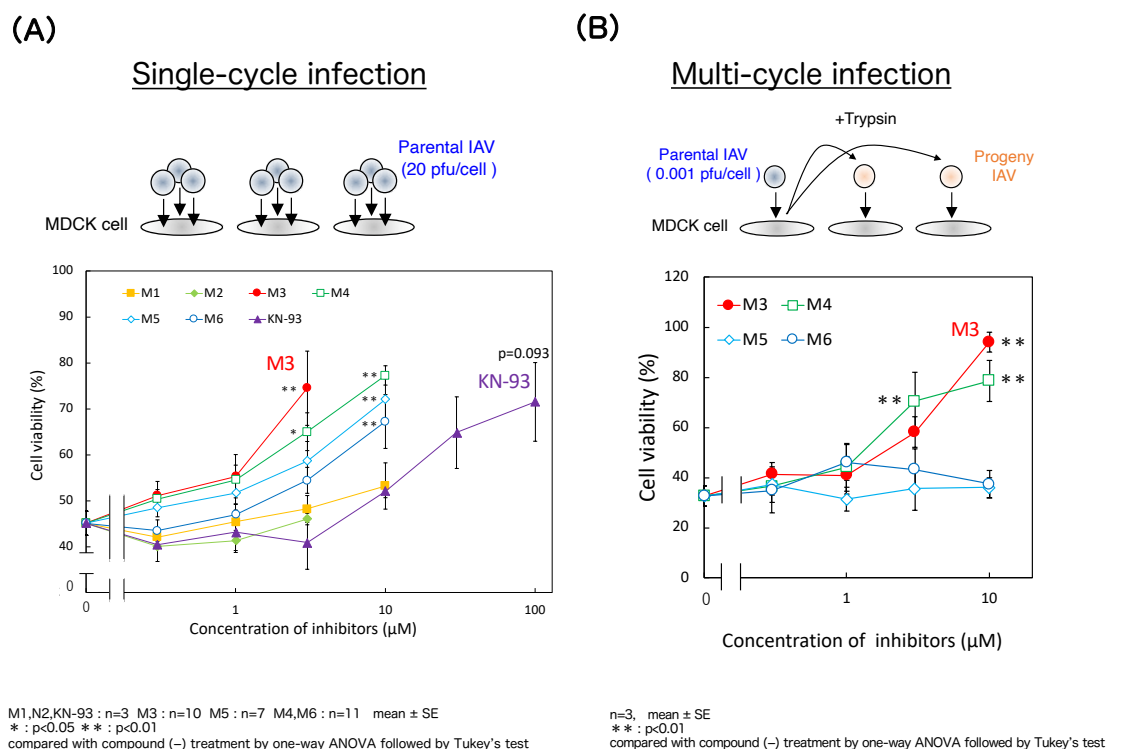 (A)
Single-cycle infection
Parental IAV
(20 pfu/cell )
MDCK cell
100
90
80
70
60
50
40
0
Cell viability (%)
M1
M2
M3
M4
M5
M6
KN-93
M3
**
*
**
**
**
p=0.093
KN-93
0
1
10
100
Concentration of inhibitors (μM)
M1,N2,KN-93 : n=3 M3 : n=10 M5 : n=7 M4,M6 : n=11 mean ± SE
* : p<0.05 ** : p<0.01
compared with compound (−) treatment by one-way ANOVA followed by Tukey's test
(B)
Multi-cycle infection
+Trypsin
Parental IAV
( 0.001 pfu/cell)
Progeny
IAV
MDCK cell
120
100
80
60
40
20
0
Cell viability (%)
M3
M4
M5
M6
M3
**
**
**
0
1
10
Concentration of inhibitors (μM)
n=3, mean ± SE
** : p<0.01
compared with compound (−) treatment by one-way ANOVA followed by Tukey's test